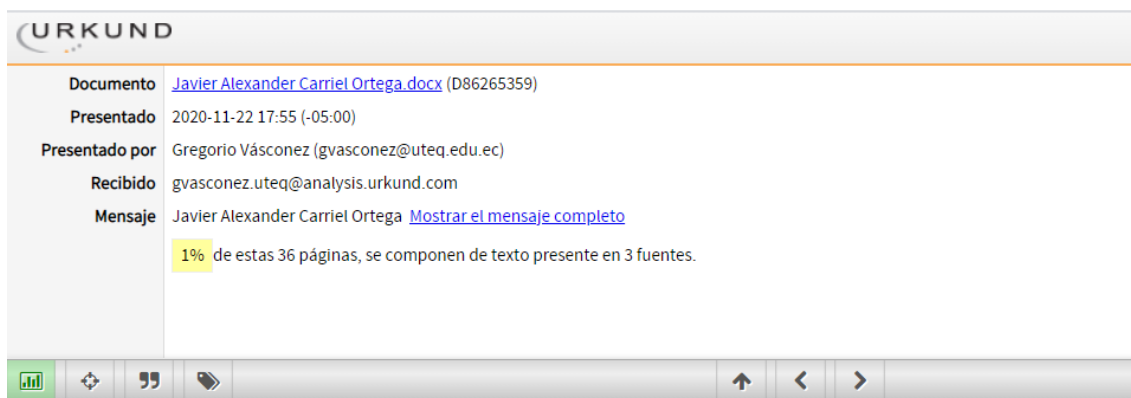 URKUND
Documento Javier Alexander Carriel Ortega.docx (D86265359)
Presentado 2020-11-22 17:55 (-05:00)
Presentado por Gregorio Vásconez (gvasconez@uteq.edu.ec)
Recibido gvasconez.uteq@analysis.urkund.com
Mensaje Javier Alexander Carriel Ortega Mostrar el mensaje completo
1% de estas 36 páginas, se componen de texto presente en 3 fuentes.